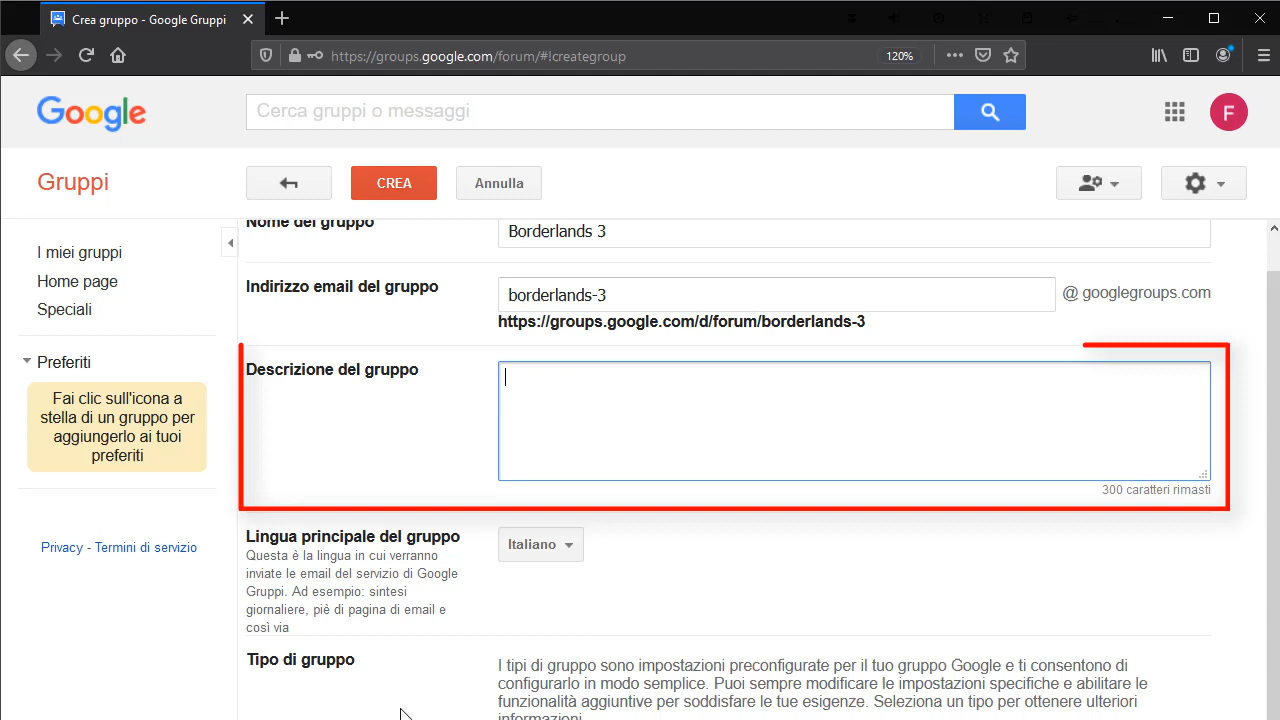 Crea gruppo - Google Gruppi
https://groups.google.com/forum/#!creategroup
120%
Google
Cerca gruppi o messaggi
F
Gruppi
CREA
Annulla
I miei gruppi
Home page
Speciali
Preferiti
Fai clic sull'icona a
stella di un gruppo per
aggiungerlo ai tuoi
preferiti
Privacy - Termini di servizio
Nome del gruppo
Borderlands 3
Indirizzo email del gruppo
borderlands-3
@ googlegroups.com
https://groups.google.com/d/forum/borderlands-3
Descrizione del gruppo
300 caratteri rimasti
Lingua principale del gruppo
Italiano
Questa è la lingua in cui verranno
inviate le email del servizio di Google
Gruppi. Ad esempio: sintesi
giornaliere, piè di pagina di email e
così via
Tipo di gruppo
I tipi di gruppo sono impostazioni preconfigurate per il tuo gruppo Google e ti consentono di
configurarlo in modo semplice. Puoi sempre modificare le impostazioni specifiche e abilitare le
funzionalità aggiuntive per soddisfare le tue esigenze. Seleziona un tipo per ottenere ulteriori
informazioni.